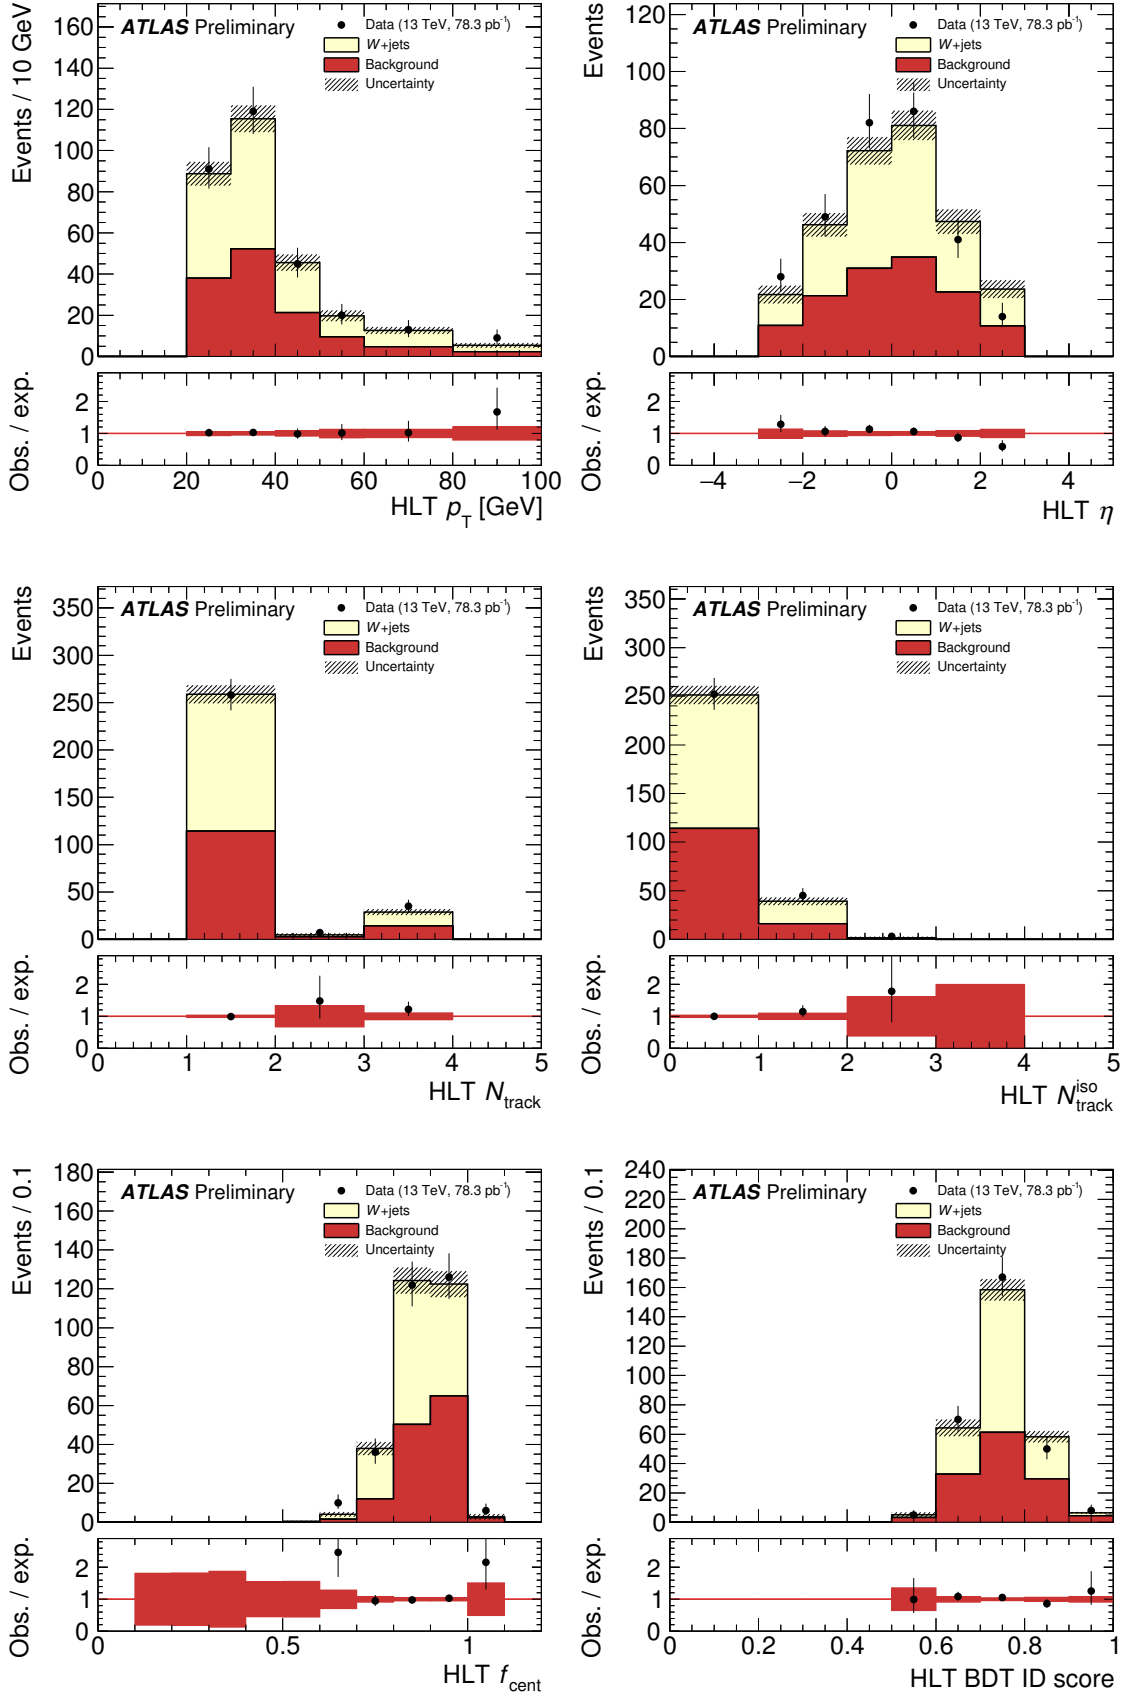 Events / 10 GeV
160
140
120
100
80
60
40
20
0
ATLAS Preliminary
Data (13 TeV, 78.3 pb⁻¹)
W+jets
Background
Uncertainty
Obs. / exp.
2
1
0
0 20 40 60 80 100
HLT p_T [GeV]
Events
120
100
80
60
40
20
0
ATLAS Preliminary
Data (13 TeV, 78.3 pb⁻¹)
W+jets
Background
Uncertainty
Obs. / exp.
2
1
0
−4 −2 0 2 4
HLT η
Events
350
300
250
200
150
100
50
0
ATLAS Preliminary
Data (13 TeV, 78.3 pb⁻¹)
W+jets
Background
Uncertainty
Obs. / exp.
2
1
0
0 1 2 3 4 5
HLT N_track
Events
350
300
250
200
150
100
50
0
ATLAS Preliminary
Data (13 TeV, 78.3 pb⁻¹)
W+jets
Background
Uncertainty
Obs. / exp.
2
1
0
0 1 2 3 4 5
HLT N_track^iso
Events / 0.1
180
160
140
120
100
80
60
40
20
0
ATLAS Preliminary
Data (13 TeV, 78.3 pb⁻¹)
W+jets
Background
Uncertainty
Obs. / exp.
2
1
0
0 0.5 1
HLT f_cent
Events / 0.1
240
220
200
180
160
140
120
100
80
60
40
20
0
ATLAS Preliminary
Data (13 TeV, 78.3 pb⁻¹)
W+jets
Background
Uncertainty
Obs. / exp.
2
1
0
0 0.2 0.4 0.6 0.8 1
HLT BDT ID score